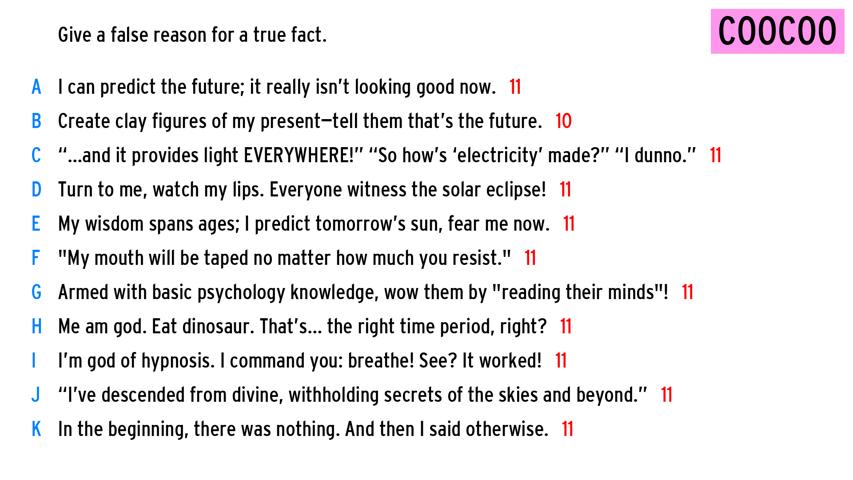 Give a false reason for a true fact.
COOCOO
A I can predict the future; it really isn't looking good now. 11
B Create clay figures of my present—tell them that's the future. 10
C “...and it provides light EVERYWHERE!” “So how's ‘electricity’ made?” “I dunno.” 11
D Turn to me, watch my lips. Everyone witness the solar eclipse! 11
E My wisdom spans ages; I predict tomorrow's sun, fear me now. 11
F "My mouth will be taped no matter how much you resist." 11
G Armed with basic psychology knowledge, wow them by "reading their minds"! 11
H Me am god. Eat dinosaur. That's... the right time period, right? 11
I I'm god of hypnosis. I command you: breathe! See? It worked! 11
J “I've descended from divine, withholding secrets of the skies and beyond.” 11
K In the beginning, there was nothing. And then I said otherwise. 11